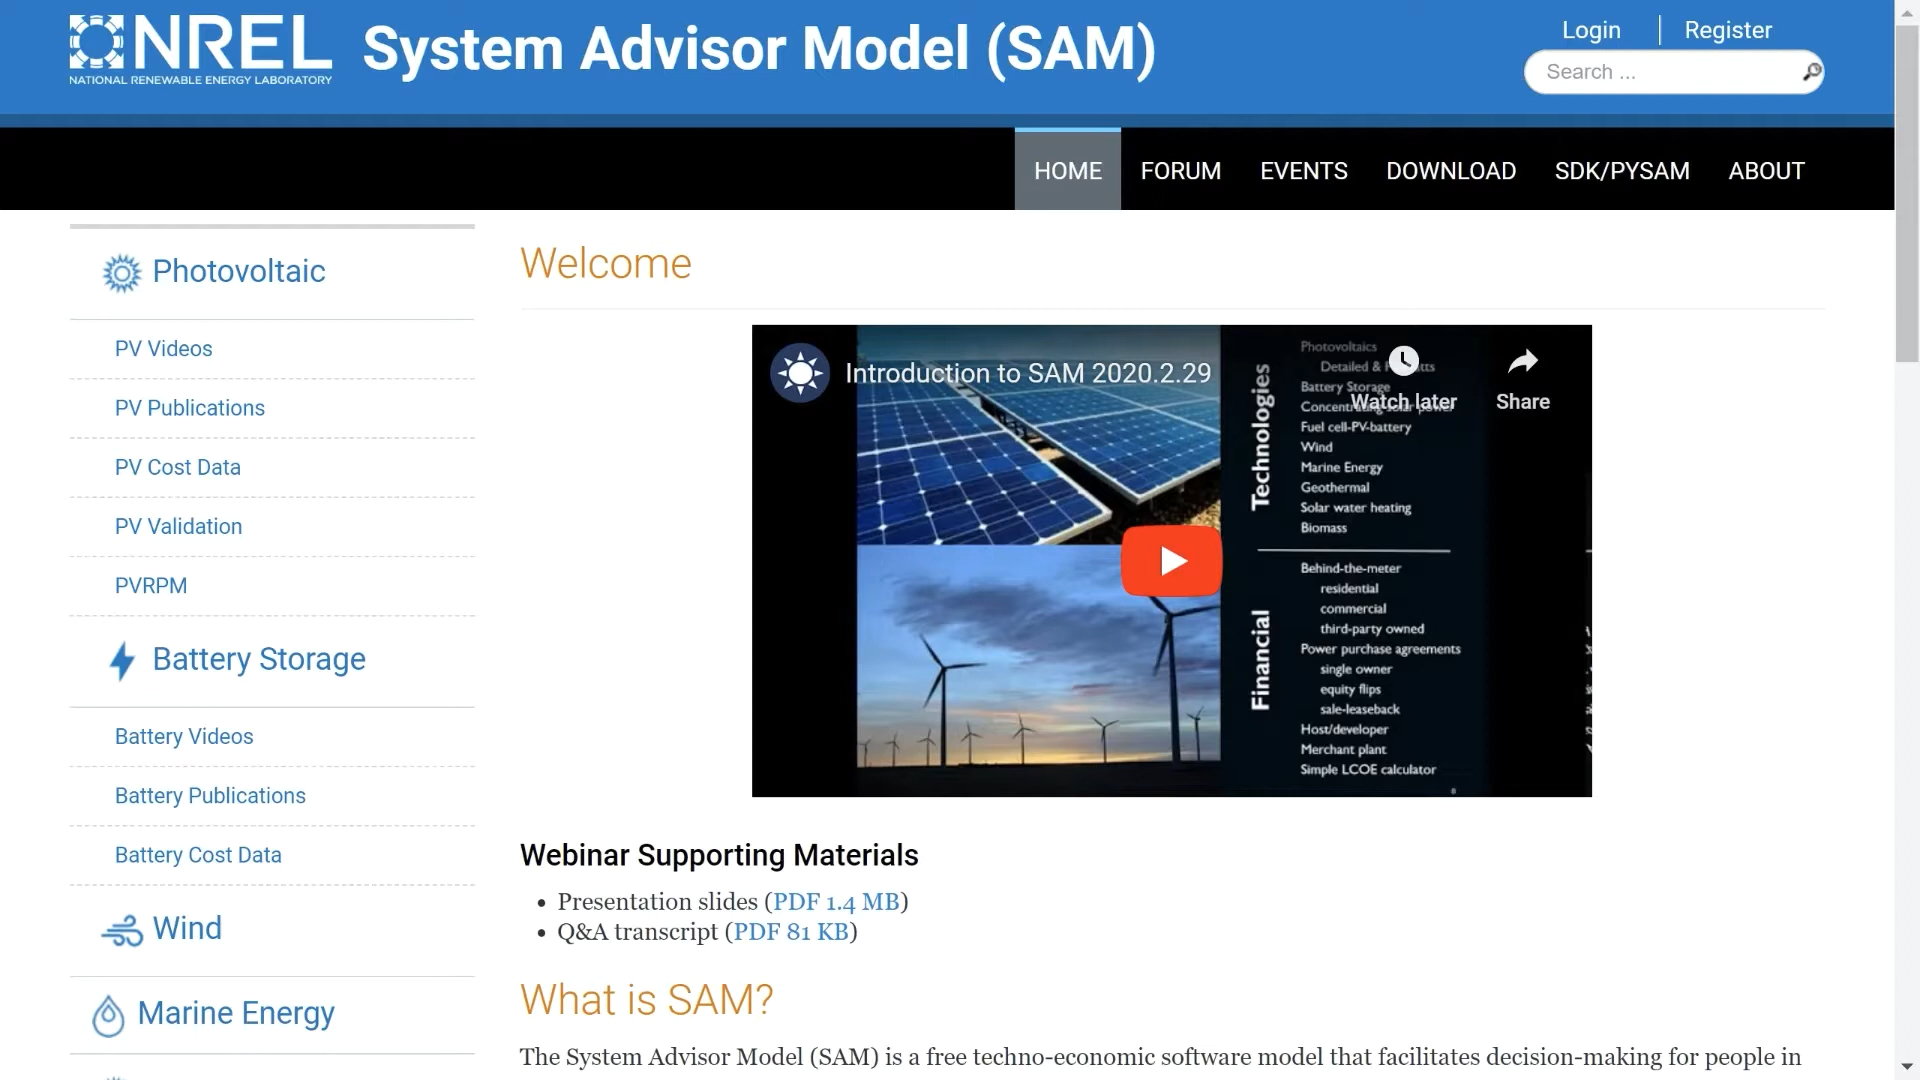 NREL
NATIONAL RENEWABLE ENERGY LABORATORY
System Advisor Model (SAM)
Login
Register
Search ...
HOME
FORUM
EVENTS
DOWNLOAD
SDK/PYSAM
ABOUT
Photovoltaic
PV Videos
PV Publications
PV Cost Data
PV Validation
PVRPM
Battery Storage
Battery Videos
Battery Publications
Battery Cost Data
Wind
Marine Energy
Welcome
Introduction to SAM 2020.2.29
Watch later
Share
Technologies
Photovoltaics
Detailed &
Battery Storage
Concentrating solar power
Fuel cell-PV-battery
Wind
Marine Energy
Geothermal
Solar water heating
Biomass
Financial
Behind-the-meter
residential
commercial
third-party owned
Power purchase agreements
single owner
equity flips
sale-leaseback
Host/developer
Merchant plant
Simple LCOE calculator
Webinar Supporting Materials
• Presentation slides (PDF 1.4 MB)
• Q&A transcript (PDF 81 KB)
What is SAM?
The System Advisor Model (SAM) is a free techno-economic software model that facilitates decision-making for people in